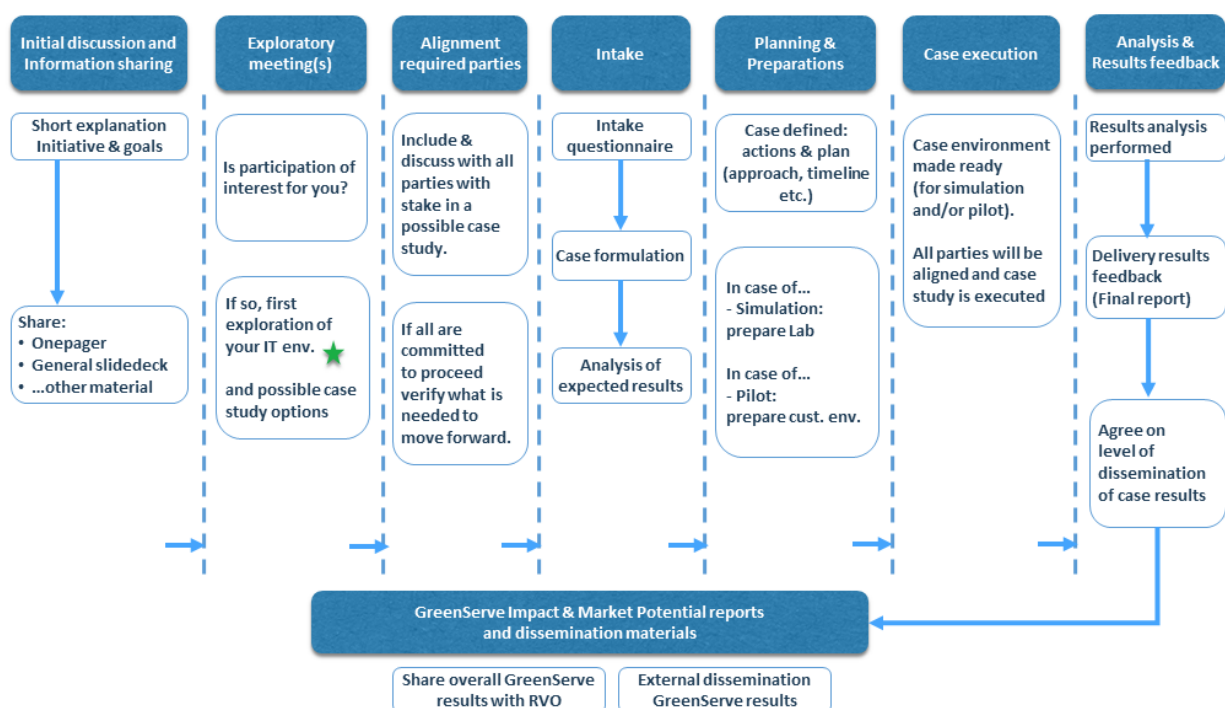 Initial discussion and
Information sharing
Exploratory
meeting(s)
Alignment
required parties
Intake
Planning &
Preparations
Case execution
Analysis &
Results feedback
Short explanation
Initiative & goals
Share:
• Onepager
• General slidedeck
• ...other material
Is participation of
interest for you?
If so, first
exploration of
your IT env.
and possible case
study options
Include &
discuss with all
parties with
stake in a
possible case
study.
If all are
committed
to proceed
verify what is
needed to
move forward.
Intake
questionnaire
Case formulation
Analysis of
expected results
Case defined:
actions & plan
(approach, timeline
etc.)
In case of...
- Simulation:
prepare Lab
In case of...
- Pilot:
prepare cust. env.
Case environment
made ready
(for simulation
and/or pilot).
All parties will be
aligned and case
study is executed
Results analysis
performed
Delivery results
feedback
(Final report)
Agree on
level of
dissemination
of case results
GreenServe Impact & Market Potential reports
and dissemination materials
Share overall GreenServe
results with RVO
External dissemination
GreenServe results